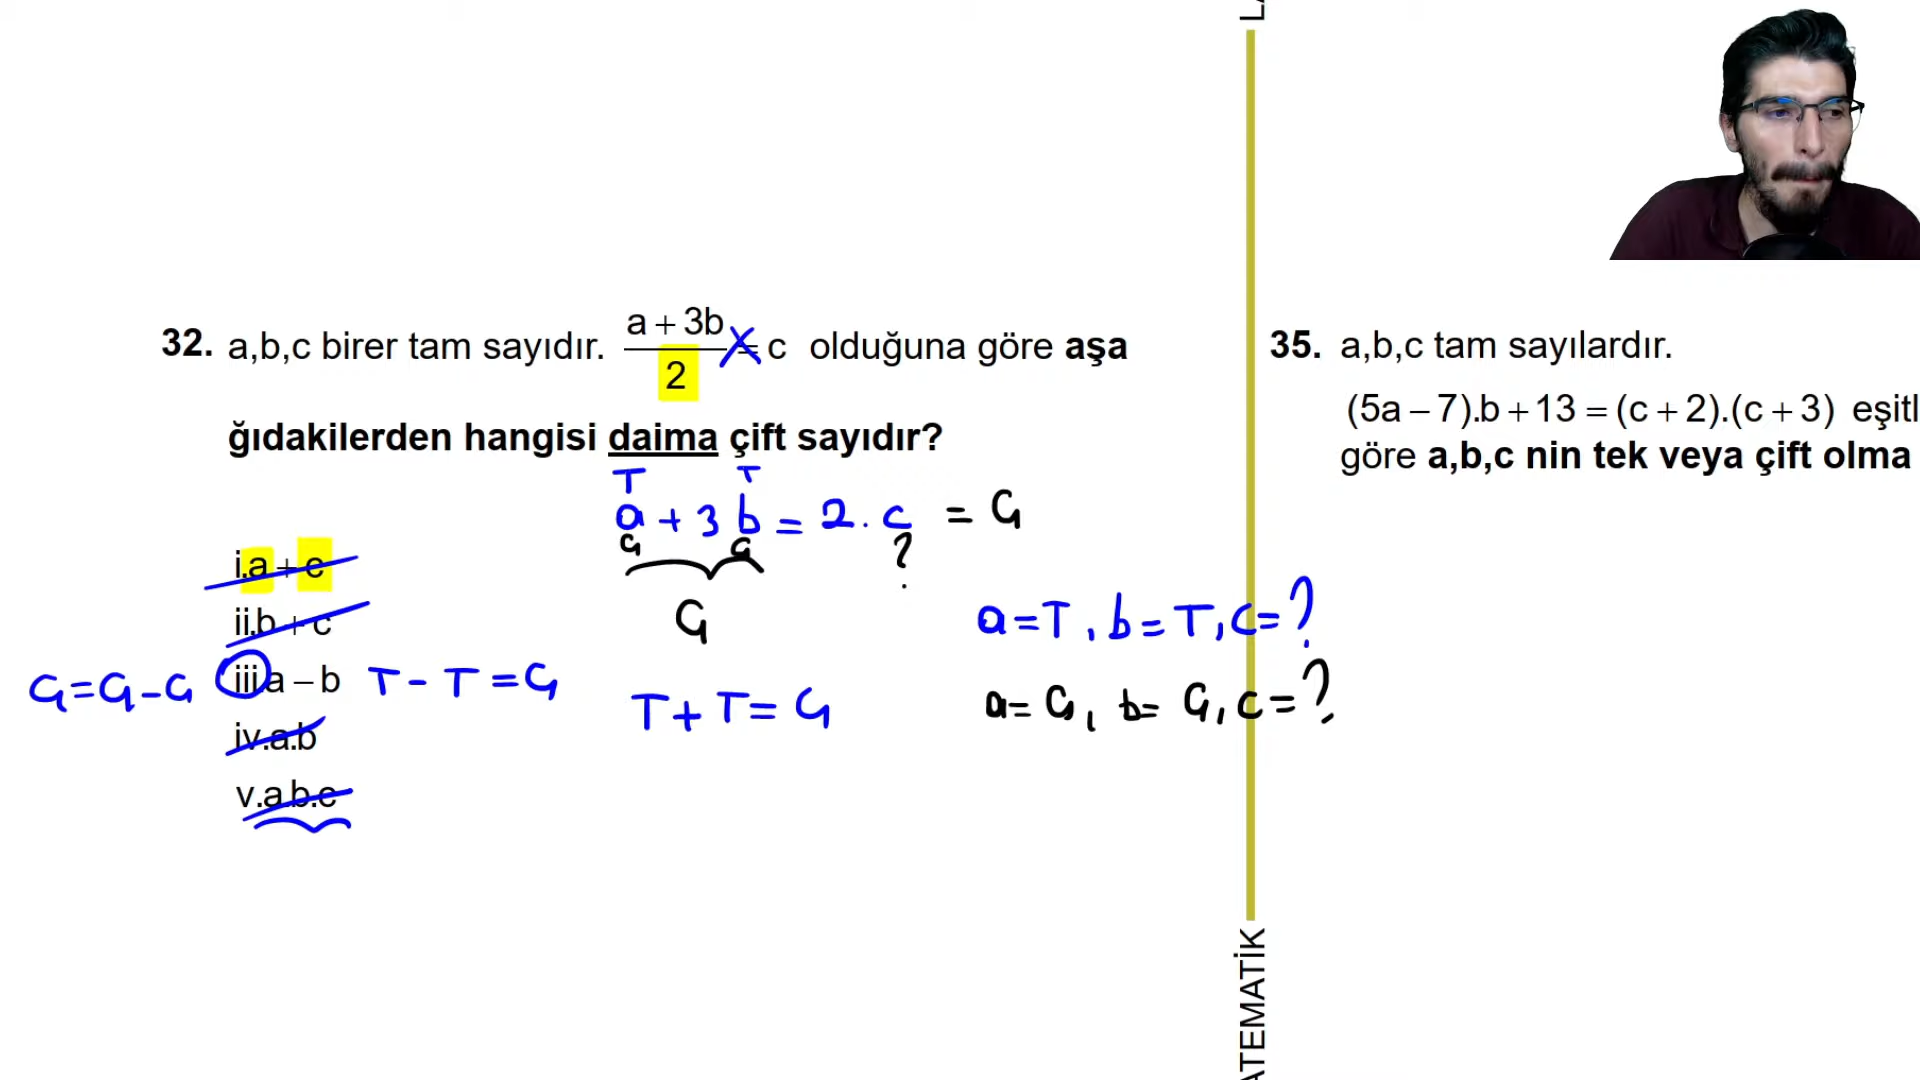 32. a,b,c birer tam sayıdır. (a + 3b)/2 = c olduğuna göre aşa
ğıdakilerden hangisi daima çift sayıdır?
T T
a + 3b = 2.c = Ç
Ç Ç ?
Ç
i.a + c
ii.b + c
Ç=Ç-Ç iii.a – b T-T=Ç
iv.a.b
v.a.b.c
T+T=Ç
a=T, b=T, c=?
a=Ç, b=Ç, c=?
35. a,b,c tam sayılardır.
(5a – 7).b + 13 = (c + 2).(c + 3) eşitl
göre a,b,c nin tek veya çift olma
ATEMATİK